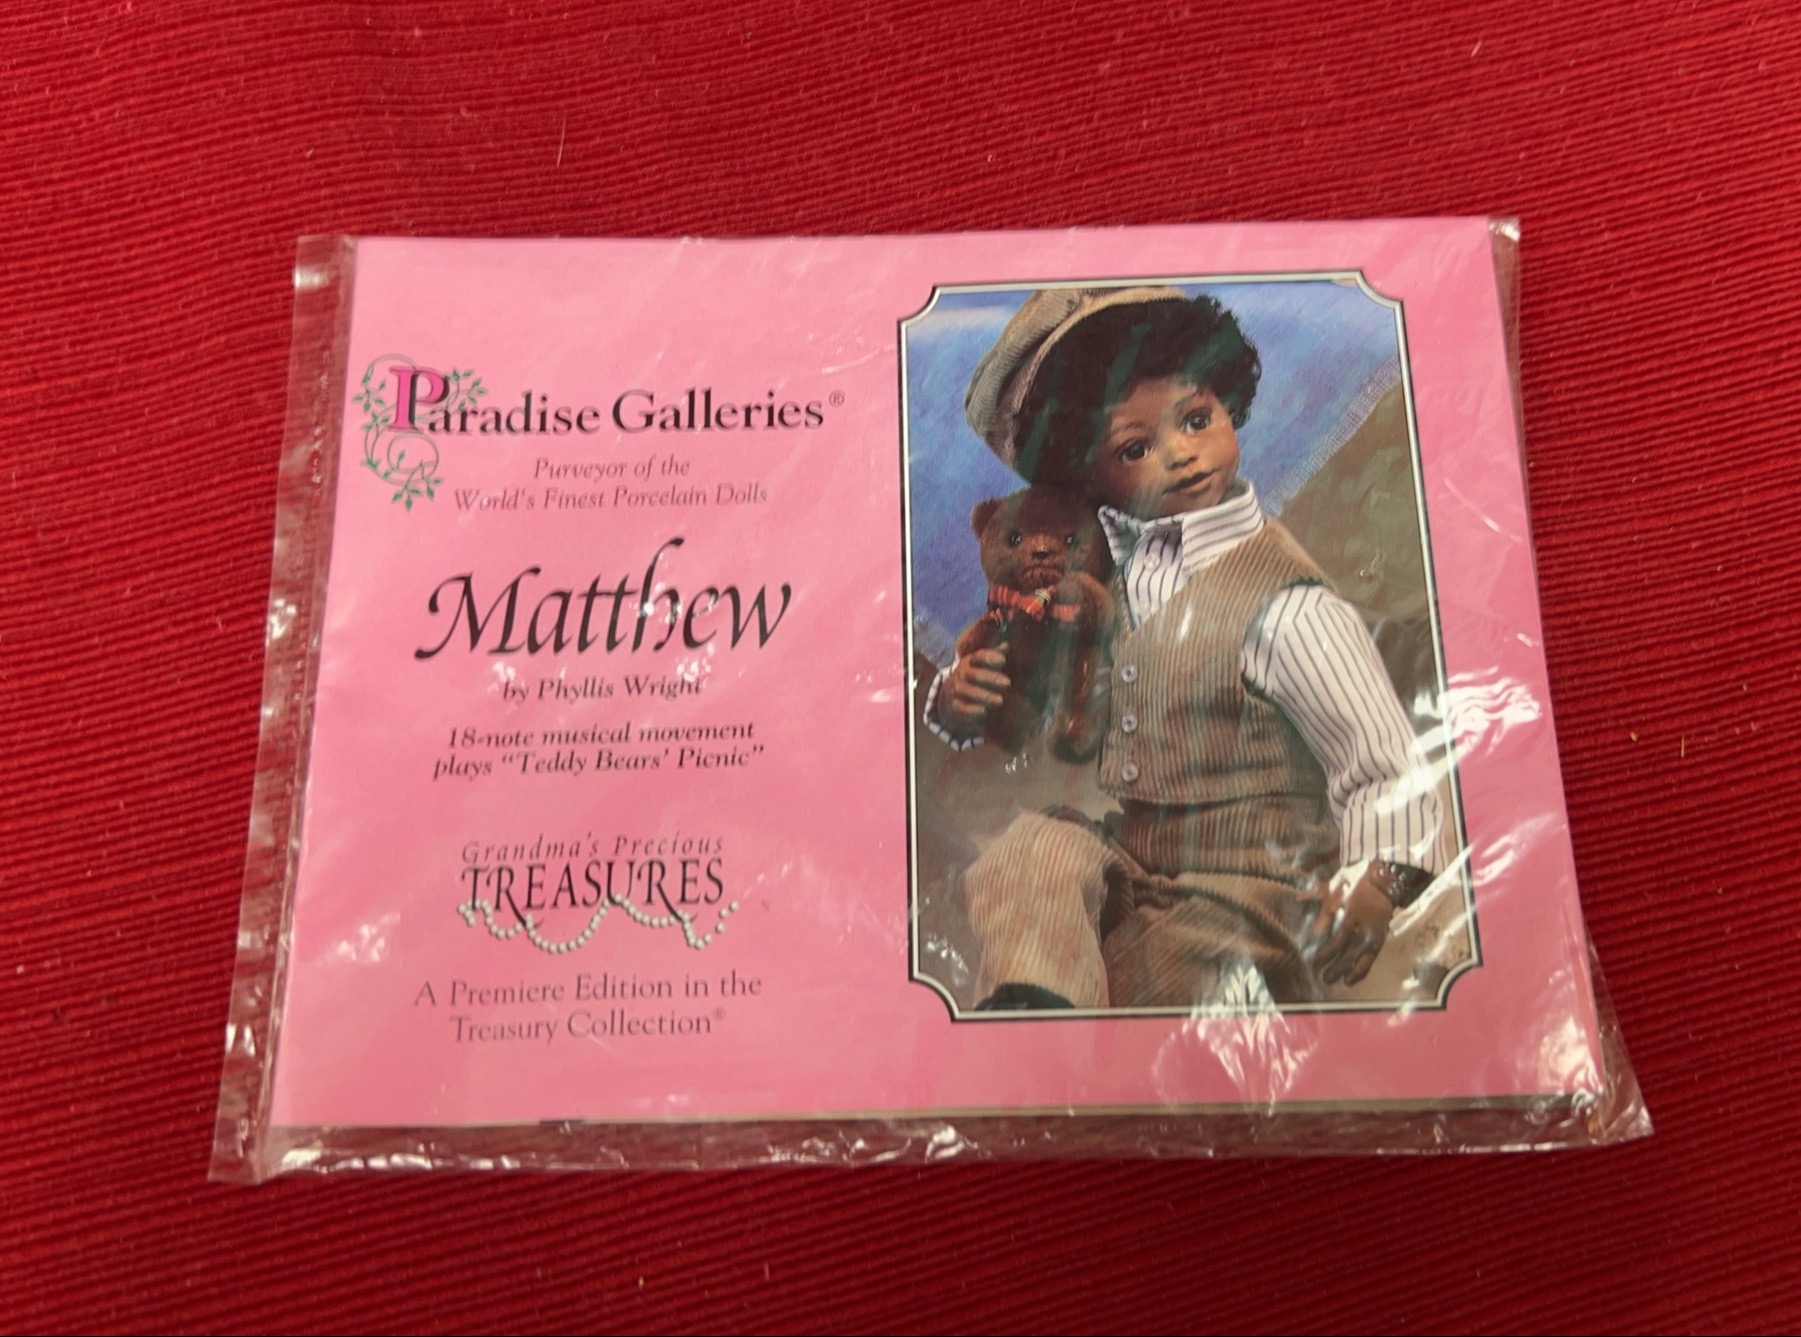 Paradise Galleries®
Purveyor of the
World's Finest Porcelain Dolls
Matthew
by Phyllis Wright
18-note musical movement
plays "Teddy Bears' Picnic"
Grandma's Precious
TREASURES
A Premiere Edition in the
Treasury Collection®